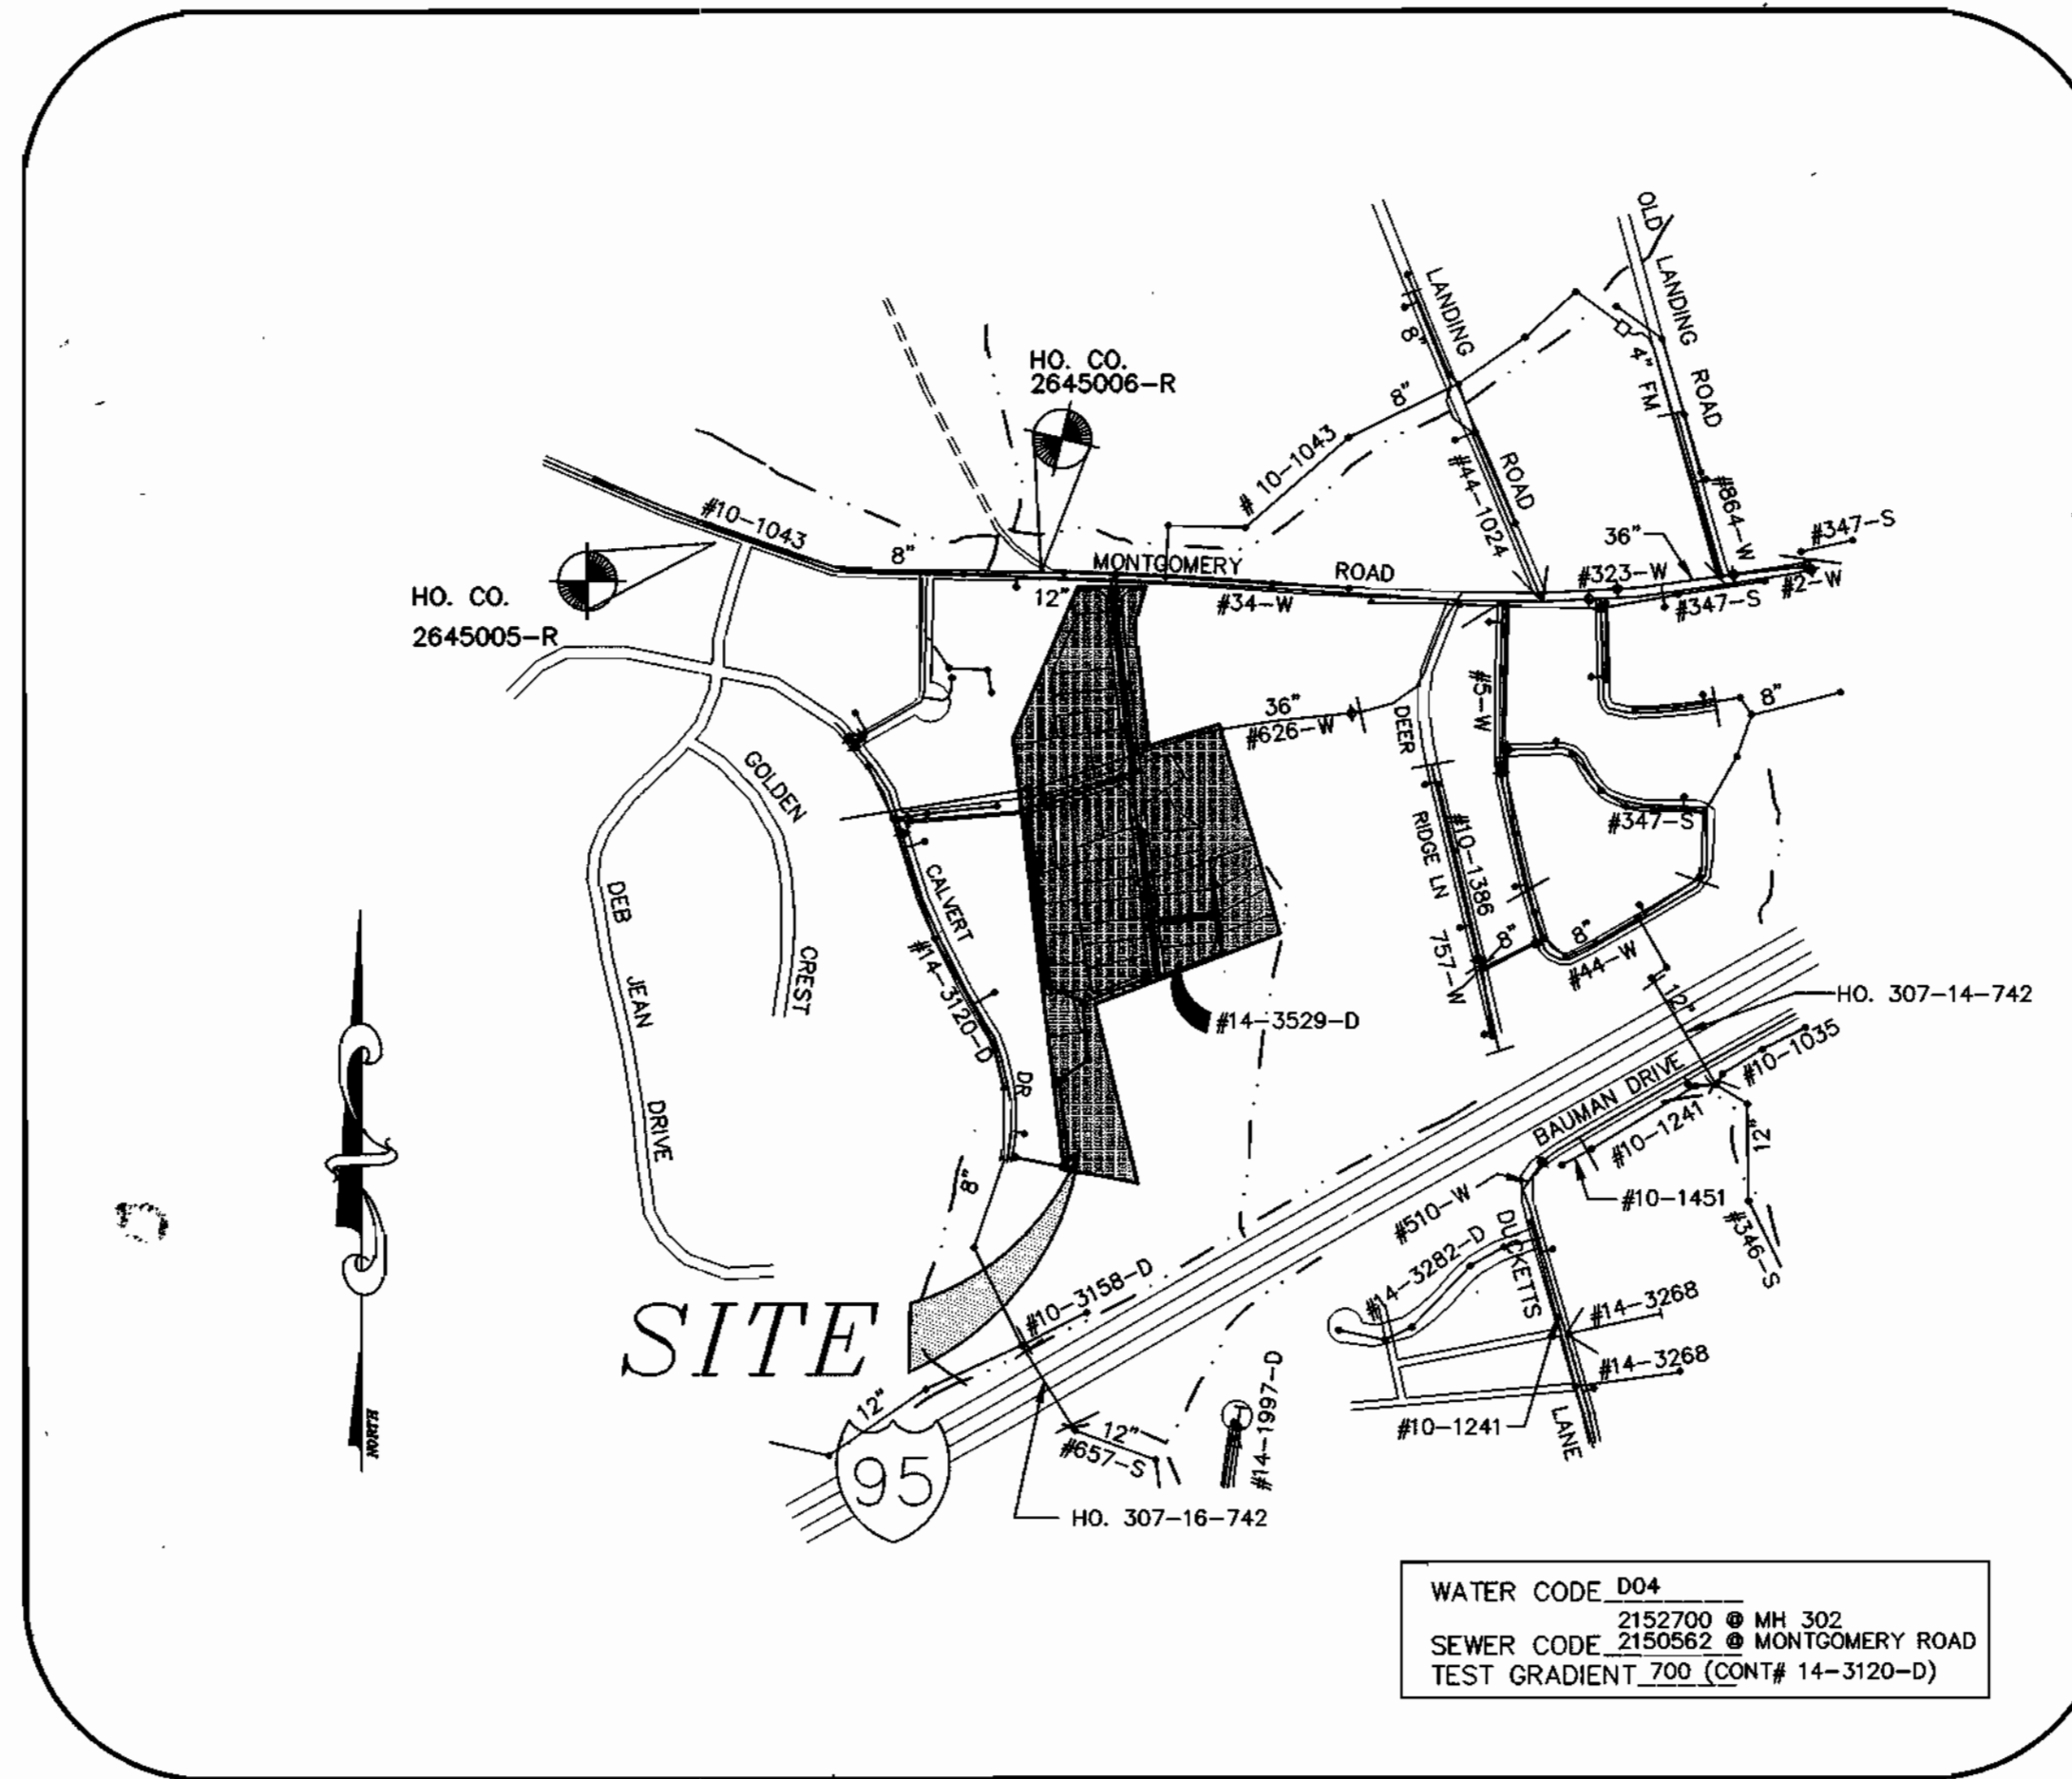 OLD LANDING ROAD
LANDING ROAD
8"
HO. CO.
2645006-R
8"
4" FM
# 10-1043
#44-1024
#864-W
#10-1043
8"
MONTGOMERY ROAD
36"
#347-S
#323-W
#2-W
HO. CO.
2645005-R
12"
#34-W
#347-S
36"
#626-W
#5-W
8"
DEER RIDGE LN
GOLDEN CREST
#347-S
#10-1386
CALVERT DR
DEB JEAN DRIVE
757-W
8"
8"
#44-W
#14-3120-D
12"
HO. 307-14-742
#14-3529-D
#10-1035
BAUMAN DRIVE
#10-1241
12"
8"
#510-W
#10-1451
#346-S
DUCKETTS LANE
#14-3282-D
#10-3158-D
#14-3268
SITE
#14-3268
12"
#14-1997-D
12"
#10-1241
#657-S
95
HO. 307-16-742
NORTH
WATER CODE D04
2152700 @ MH 302
SEWER CODE 2150562 @ MONTGOMERY ROAD
TEST GRADIENT 700 (CONT# 14-3120-D)